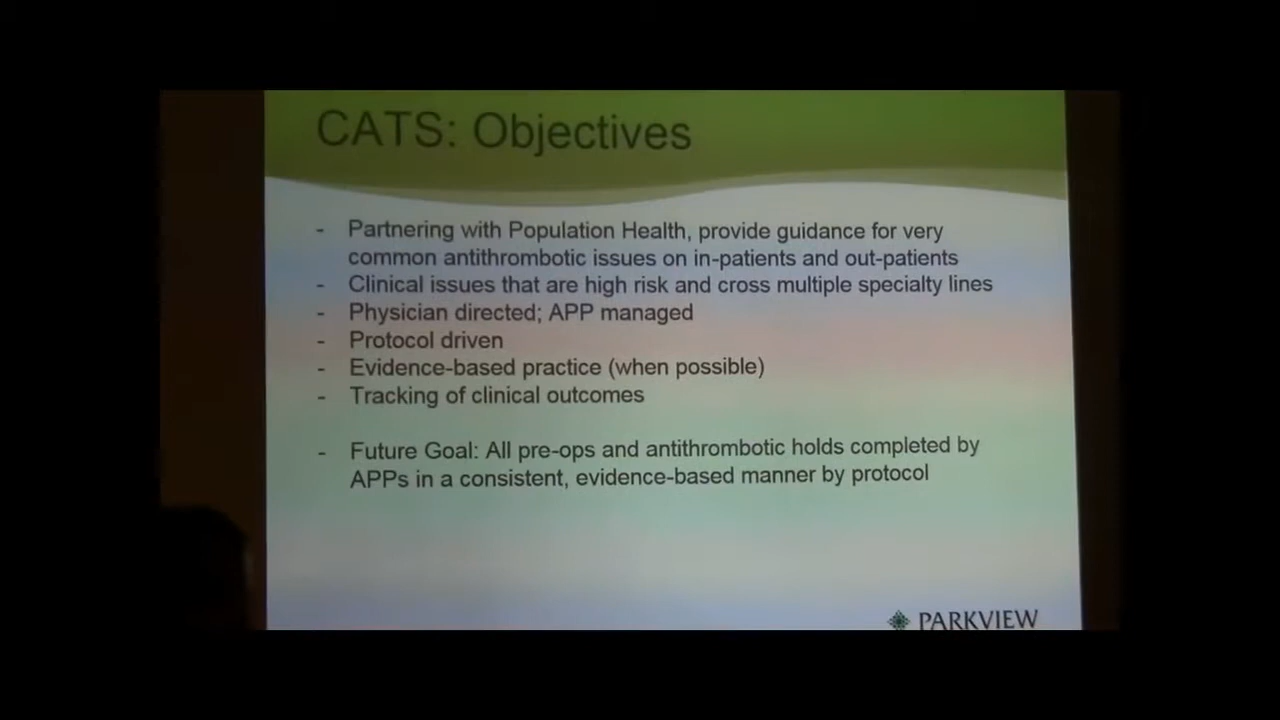 CATS: Objectives
- Partnering with Population Health, provide guidance for very
common antithrombotic issues on in-patients and out-patients
- Clinical issues that are high risk and cross multiple specialty lines
- Physician directed; APP managed
- Protocol driven
- Evidence-based practice (when possible)
- Tracking of clinical outcomes
- Future Goal: All pre-ops and antithrombotic holds completed by
APPs in a consistent, evidence-based manner by protocol
PARKVIEW